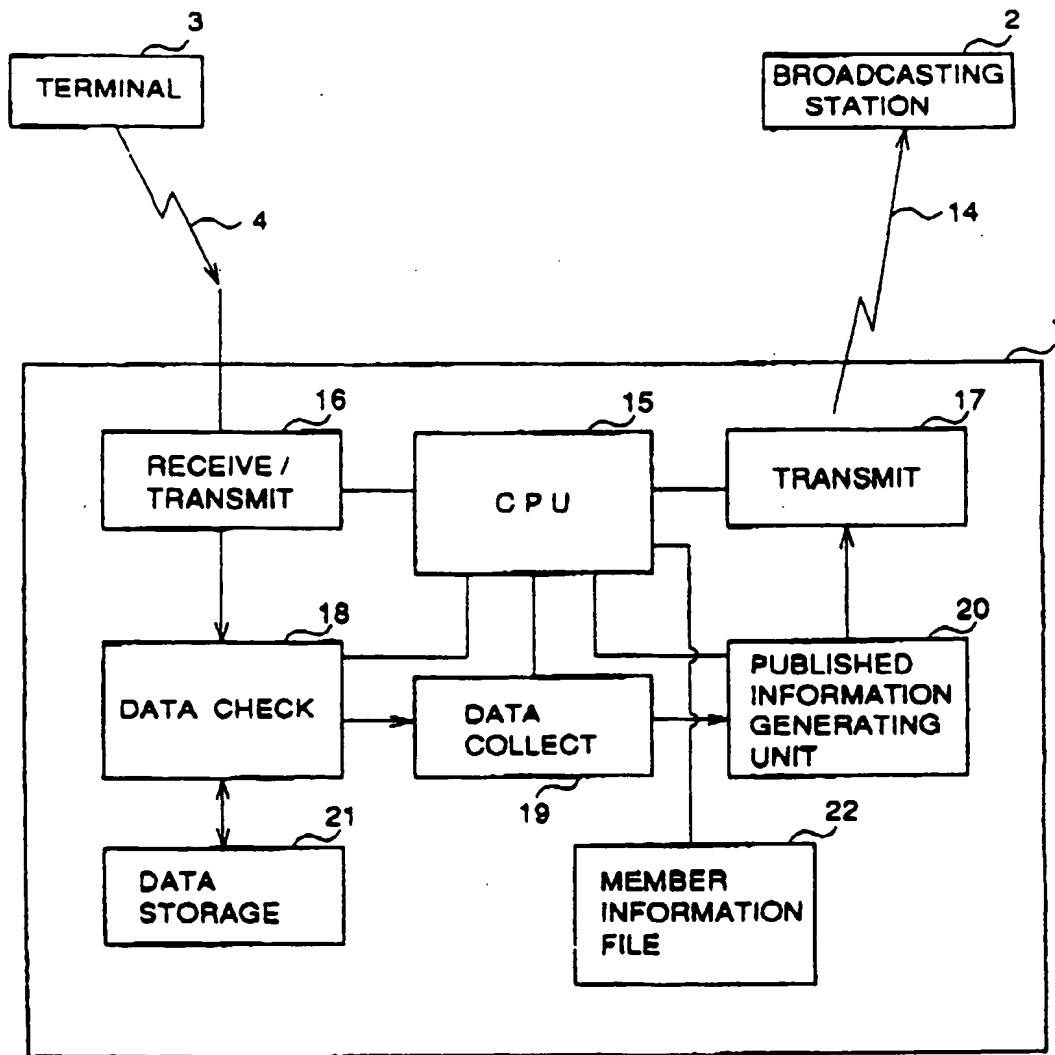 3
TERMINAL
2
BROADCASTING
STATION
4
14
16
RECEIVE /
TRANSMIT
15
CPU
17
TRANSMIT
18
DATA CHECK
DATA
COLLECT
19
20
PUBLISHED
INFORMATION
GENERATING
UNIT
21
DATA
STORAGE
22
MEMBER
INFORMATION
FILE